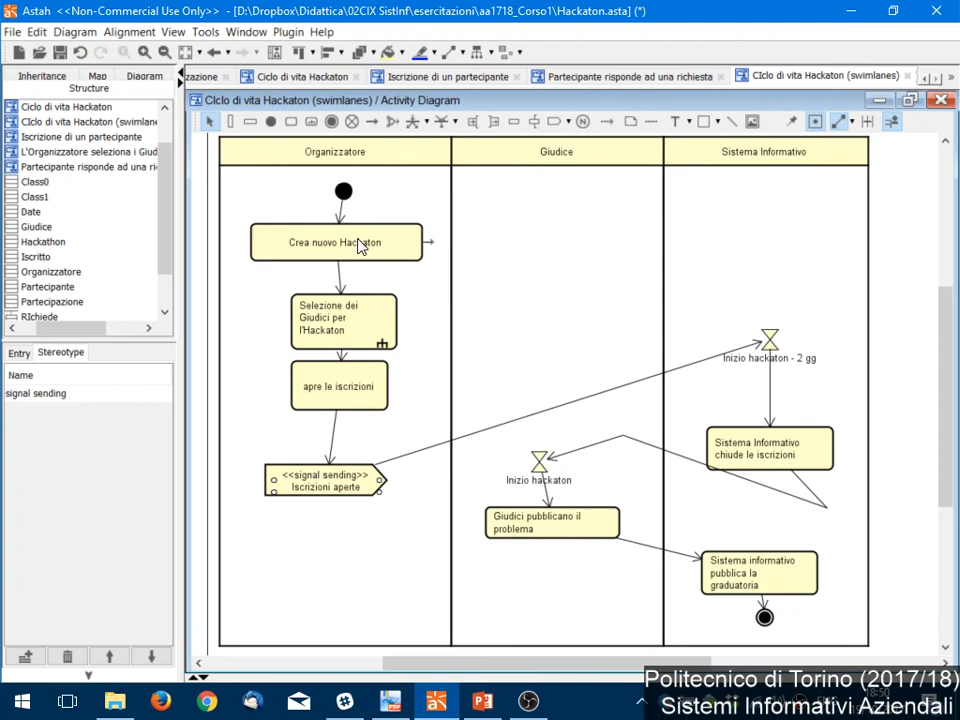 Astah <<Non-Commercial Use Only>> - [D:\Dropbox\Didattica\02CIX SistInf\esercitazioni\aa1718_Corso1\Hackaton.asta] (*)
File Edit Diagram Alignment View Tools Window Plugin Help
Inheritance Map Diagram
Structure
zazione
Ciclo di vita Hackaton
Iscrizione di un partecipante
Partecipante risponde ad una richiesta
CIclo di vita Hackaton (swimlanes)
CIclo di vita Hackaton (swimlanes) / Activity Diagram
Ciclo di vita Hackaton
CIclo di vita Hackaton (swimlane
Iscrizione di un partecipante
L'Organizzatore seleziona i Giud
Partecipante risponde ad una ri
Class0
Class1
Date
Giudice
Hackathon
Iscritto
Organizzatore
Partecipante
Partecipazione
RIchiede
Entry Stereotype
Name
signal sending
Organizzatore
Giudice
Sistema Informativo
Crea nuovo Hackaton
Selezione dei
Giudici per
l'Hackaton
apre le iscrizioni
<<signal sending>>
Iscrizioni aperte
Inizio hackaton - 2 gg
Sistema Informativo
chiude le iscrizioni
Inizio hackaton
Giudici pubblicano il
problema
Sistema informativo
pubblica la
graduatoria
Politecnico di Torino (2017/18)
18:50
Sistemi Informativi Aziendali